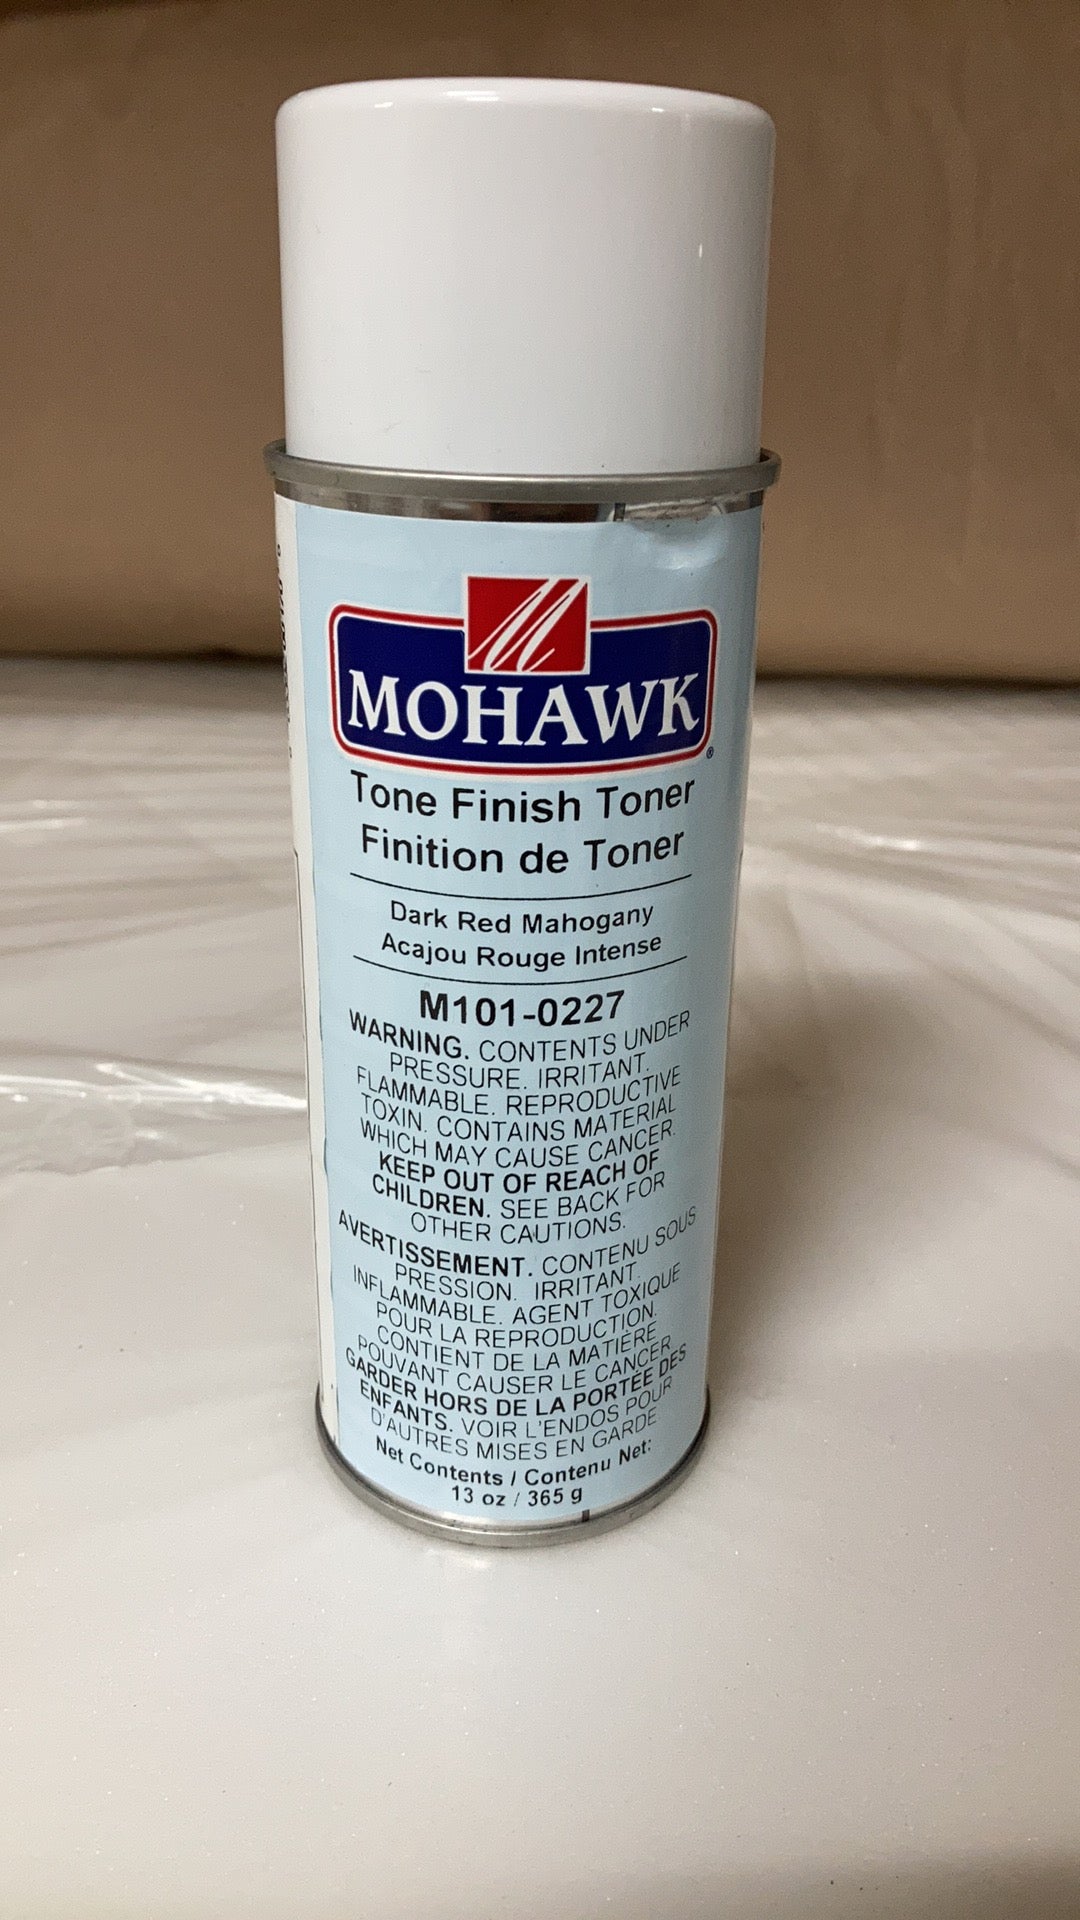 MOHAWK®
Tone Finish Toner
Finition de Toner
Dark Red Mahogany
Acajou Rouge Intense
M101-0227
WARNING. CONTENTS UNDER
PRESSURE. IRRITANT.
FLAMMABLE. REPRODUCTIVE
TOXIN. CONTAINS MATERIAL
WHICH MAY CAUSE CANCER.
KEEP OUT OF REACH OF
CHILDREN. SEE BACK FOR
OTHER CAUTIONS.
AVERTISSEMENT. CONTENU SOUS
PRESSION. IRRITANT.
INFLAMMABLE. AGENT TOXIQUE
POUR LA REPRODUCTION.
CONTIENT DE LA MATIÈRE
POUVANT CAUSER LE CANCER.
GARDER HORS DE LA PORTÉE DES
ENFANTS. VOIR L'ENDOS POUR
D'AUTRES MISES EN GARDE.
Net Contents / Contenu Net:
13 oz / 365 g